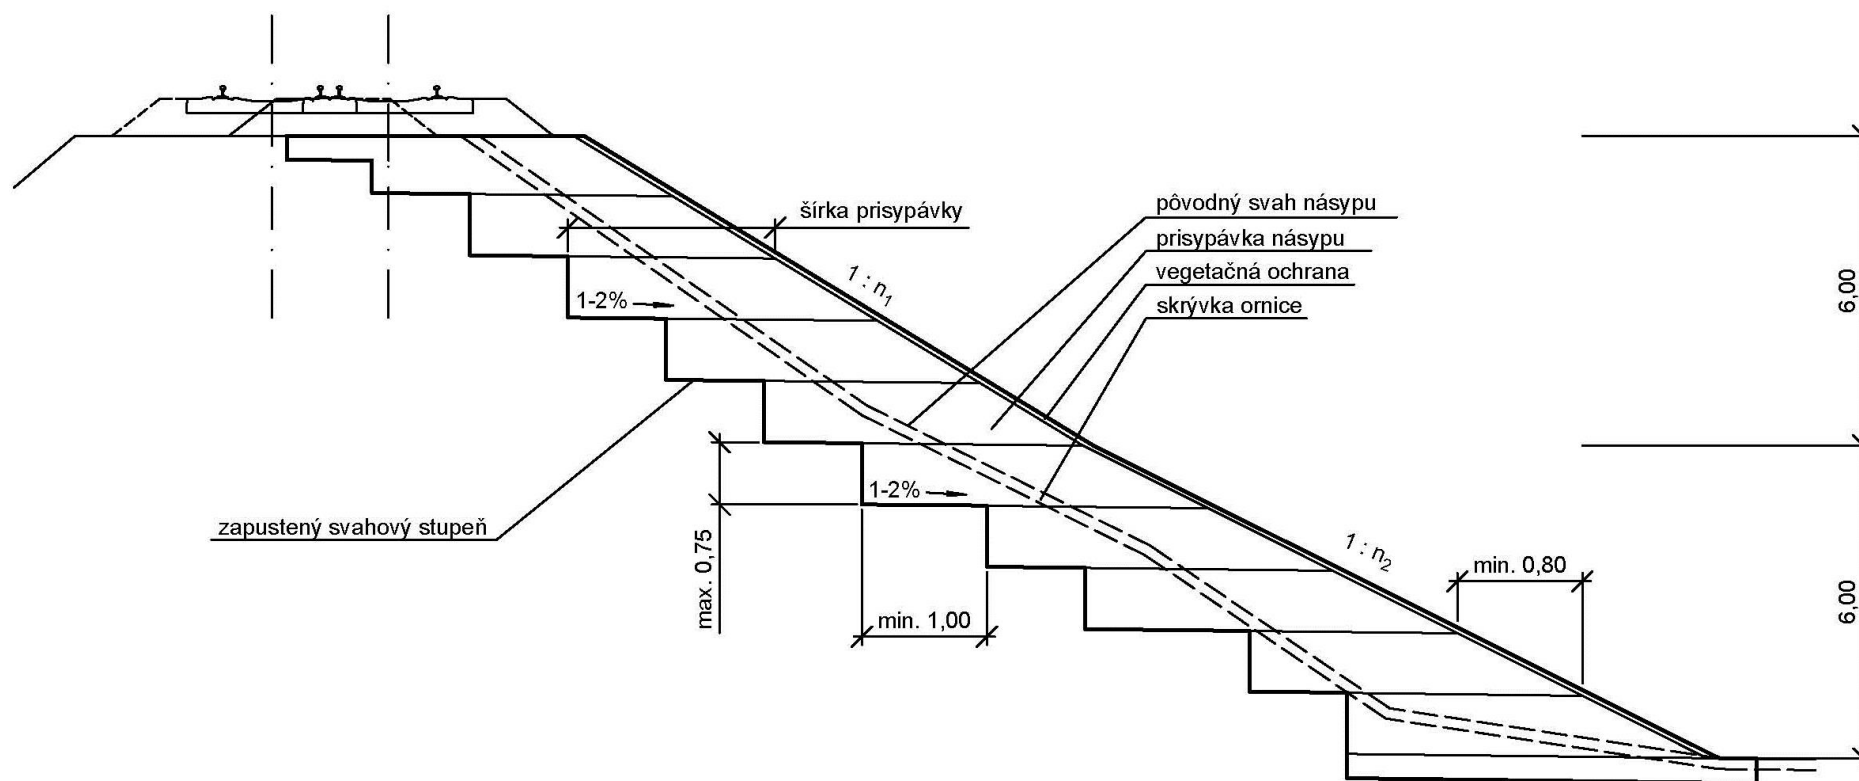 šírka prisypávky
pôvodný svah násypu
prisypávka násypu
vegetačná ochrana
skrývka ornice
1 : n₁
6,00
1-2%
1-2%
zapustený svahový stupeň
max. 0,75
min. 1,00
1 : n₂
min. 0,80
6,00